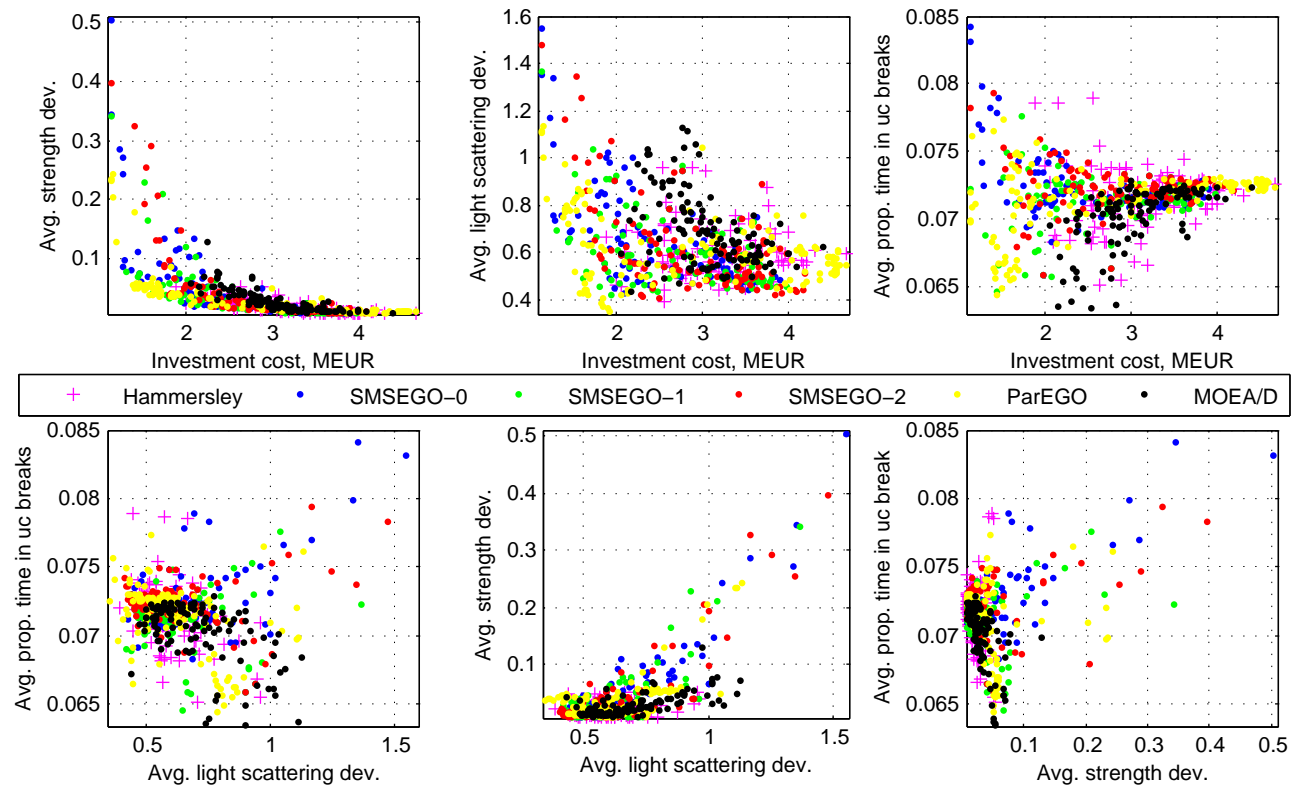 0.5
0.4
0.3
0.2
0.1
2 3 4
Avg. strength dev.
Investment cost, MEUR
1.6
1.4
1.2
1
0.8
0.6
0.4
2 3 4
Avg. light scattering dev.
Investment cost, MEUR
0.085
0.08
0.075
0.07
0.065
2 3 4
Avg. prop. time in uc breaks
Investment cost, MEUR
Hammersley SMSEGO−0 SMSEGO−1 SMSEGO−2 ParEGO MOEA/D
0.085
0.08
0.075
0.07
0.065
0.5 1 1.5
Avg. prop. time in uc breaks
Avg. light scattering dev.
0.5
0.4
0.3
0.2
0.1
0.5 1 1.5
Avg. strength dev.
Avg. light scattering dev.
0.085
0.08
0.075
0.07
0.065
0.1 0.2 0.3 0.4 0.5
Avg. prop. time in uc break
Avg. strength dev.